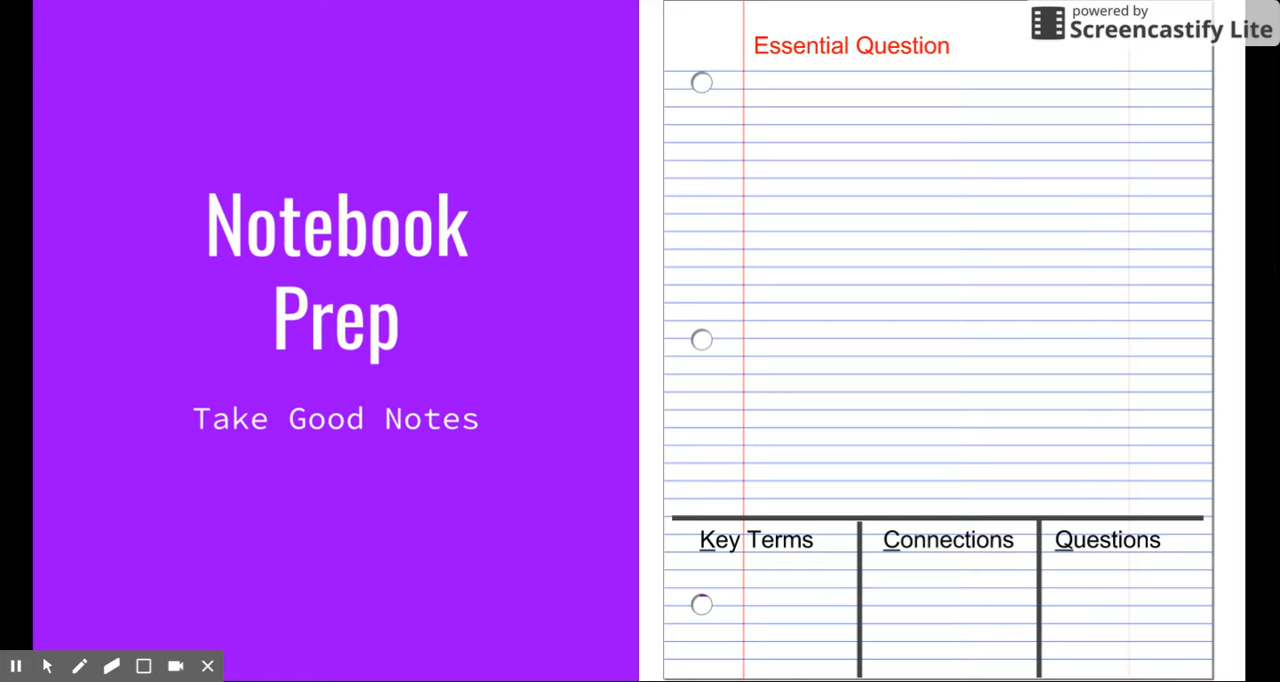 Notebook
Prep
Take Good Notes
powered by
Screencastify Lite
Essential Question
Key Terms
Connections
Questions